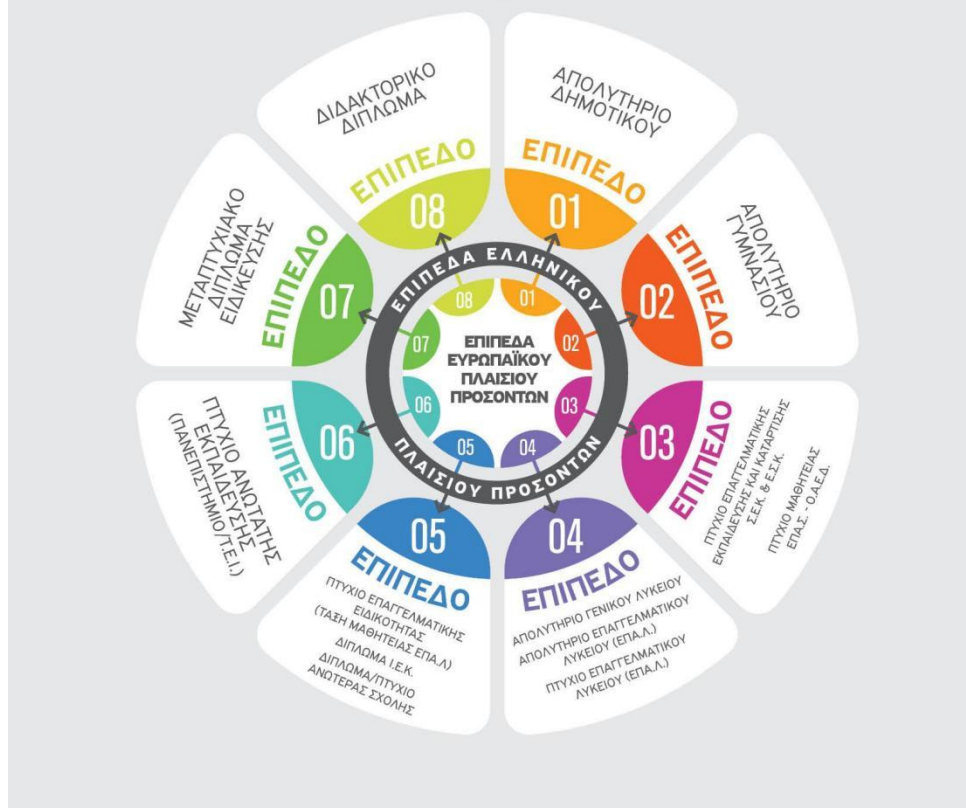 ΕΠΙΠΕΔΑ
ΕΥΡΩΠΑΪΚΟΥ
ΠΛΑΙΣΙΟΥ
ΠΡΟΣΟΝΤΩΝ
01
02
03
04
05
06
07
08
ΕΠΙΠΕΔΑ ΕΛΛΗΝΙΚΟΥ
ΠΛΑΙΣΙΟΥ ΠΡΟΣΟΝΤΩΝ
01
ΕΠΙΠΕΔΟ
ΑΠΟΛΥΤΗΡΙΟ
ΔΗΜΟΤΙΚΟΥ
02
ΕΠΙΠΕΔΟ
ΑΠΟΛΥΤΗΡΙΟ
ΓΥΜΝΑΣΙΟΥ
03
ΕΠΙΠΕΔΟ
ΠΤΥΧΙΟ ΕΠΑΓΓΕΛΜΑΤΙΚΗΣ
ΕΚΠΑΙΔΕΥΣΗΣ ΚΑΙ ΚΑΤΑΡΤΙΣΗΣ
Σ.Ε.Κ. & Ε.Σ.Κ.
ΠΤΥΧΙΟ ΜΑΘΗΤΕΙΑΣ
ΕΠΑ.Σ. - Ο.Α.Ε.Δ.
04
ΕΠΙΠΕΔΟ
ΑΠΟΛΥΤΗΡΙΟ ΓΕΝΙΚΟΥ ΛΥΚΕΙΟΥ
ΑΠΟΛΥΤΗΡΙΟ ΕΠΑΓΓΕΛΜΑΤΙΚΟΥ
ΛΥΚΕΙΟΥ (ΕΠΑ.Λ.)
ΠΤΥΧΙΟ ΕΠΑΓΓΕΛΜΑΤΙΚΟΥ
ΛΥΚΕΙΟΥ (ΕΠΑ.Λ.)
05
ΕΠΙΠΕΔΟ
ΠΤΥΧΙΟ ΕΠΑΓΓΕΛΜΑΤΙΚΗΣ
ΕΙΔΙΚΟΤΗΤΑΣ
(ΤΑΞΗ ΜΑΘΗΤΕΙΑΣ ΕΠΑ.Λ)
ΔΙΠΛΩΜΑ Ι.Ε.Κ.
ΔΙΠΛΩΜΑ/ΠΤΥΧΙΟ
ΑΝΩΤΕΡΑΣ ΣΧΟΛΗΣ
06
ΕΠΙΠΕΔΟ
ΠΤΥΧΙΟ ΑΝΩΤΑΤΗΣ
ΕΚΠΑΙΔΕΥΣΗΣ
(ΠΑΝΕΠΙΣΤΗΜΙΟ/Τ.Ε.Ι.)
07
ΕΠΙΠΕΔΟ
ΜΕΤΑΠΤΥΧΙΑΚΟ
ΔΙΠΛΩΜΑ
ΕΙΔΙΚΕΥΣΗΣ
08
ΕΠΙΠΕΔΟ
ΔΙΔΑΚΤΟΡΙΚΟ
ΔΙΠΛΩΜΑ